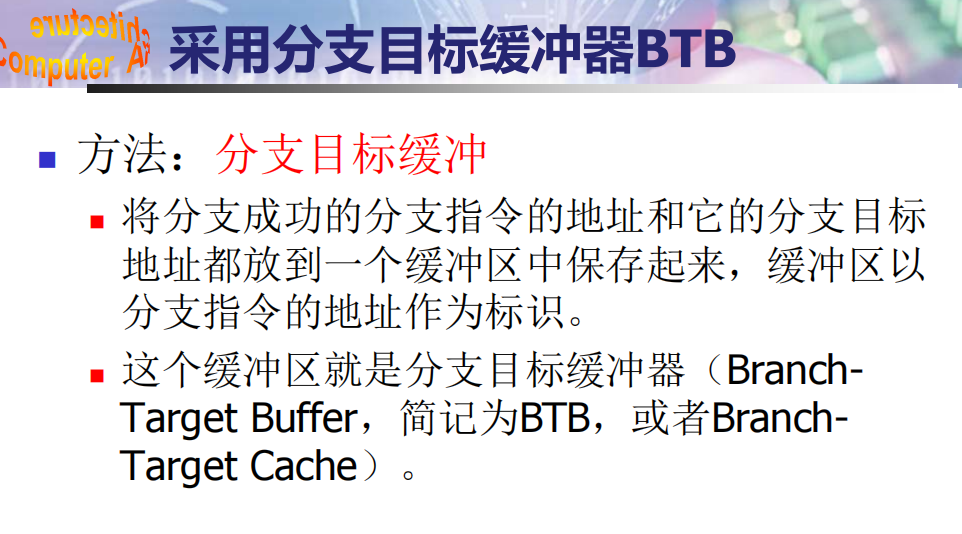 chitecture
Computer A
采用分支目标缓冲器BTB
方法：分支目标缓冲
将分支成功的分支指令的地址和它的分支目标
地址都放到一个缓冲区中保存起来，缓冲区以
分支指令的地址作为标识。
这个缓冲区就是分支目标缓冲器（Branch-
Target Buffer，简记为BTB，或者Branch-
Target Cache）。